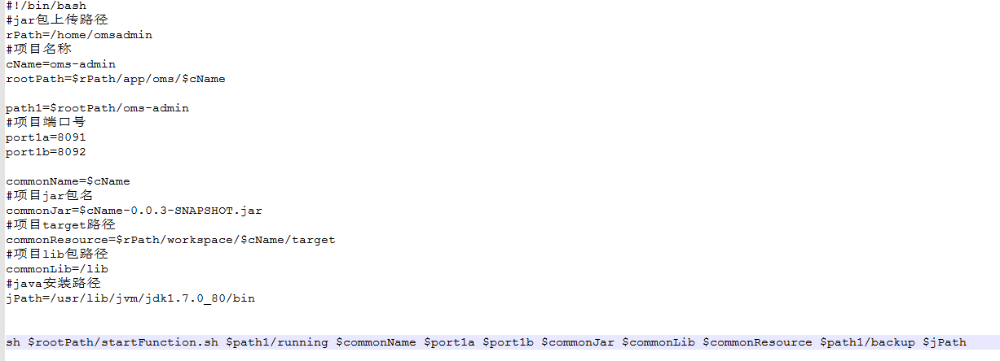 #!/bin/bash
#jar包上传路径
rPath=/home/omsadmin
#项目名称
cName=oms-admin
rootPath=$rPath/app/oms/$cName
path1=$rootPath/oms-admin
#项目端口号
port1a=8091
port1b=8092
commonName=$cName
#项目jar包名
commonJar=$cName-0.0.3-SNAPSHOT.jar
#项目target路径
commonResource=$rPath/workspace/$cName/target
#项目lib包路径
commonLib=/lib
#java安装路径
jPath=/usr/lib/jvm/jdk1.7.0_80/bin
sh $rootPath/startFunction.sh $path1/running $commonName $port1a $port1b $commonJar $commonLib $commonResource $path1/backup $jPath